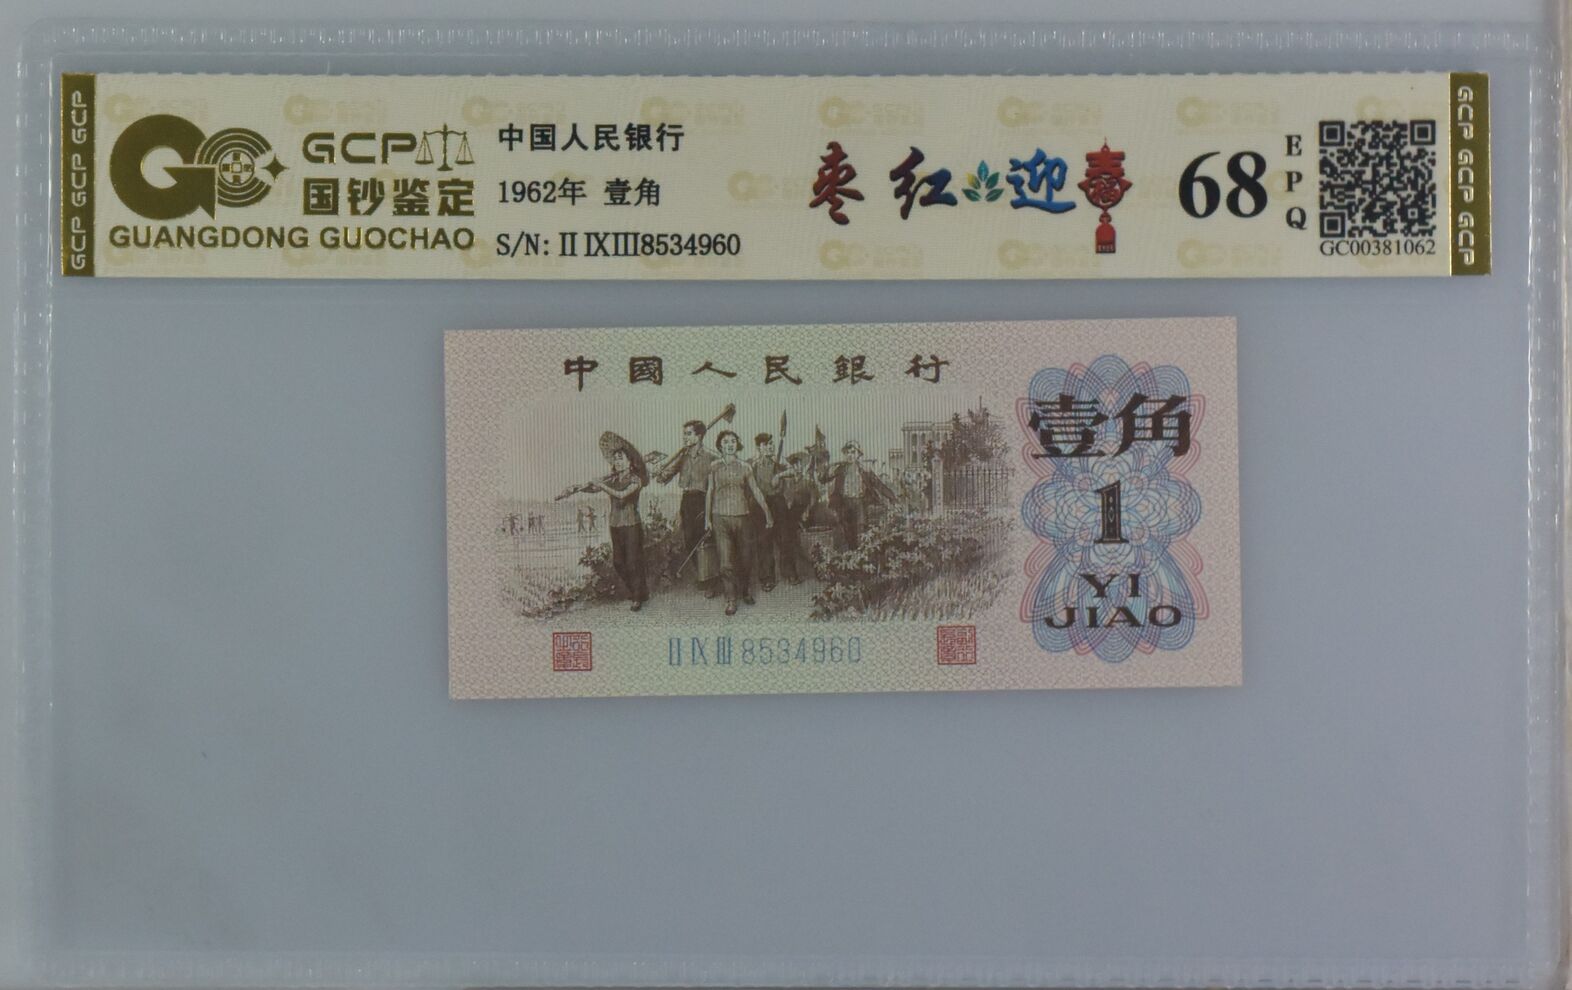 GCP GCP GCP
GCP
国钞鉴定
GUANGDONG GUOCHAO
中国人民银行
1962年 壹角
S/N: Ⅱ Ⅸ Ⅲ8534960
枣红迎春
68
EPQ
GC00381062
GCP GCP GCP
中國人民銀行
壹角
1
YI
JIAO
Ⅱ Ⅸ Ⅲ 8534960